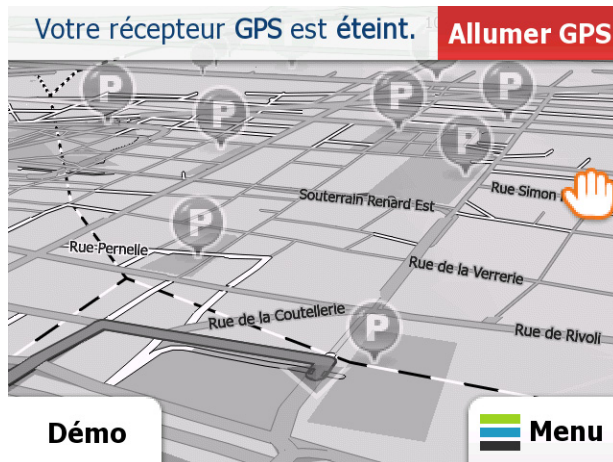 Votre récepteur GPS est éteint.
Allumer GPS
P
P
P
P
P
Souterrain Renard Est
Rue Simon
P
Rue Pernelle
Rue de la Verrerie
Rue de la Coutellerie
P
Rue de Rivoli
Démo
Menu